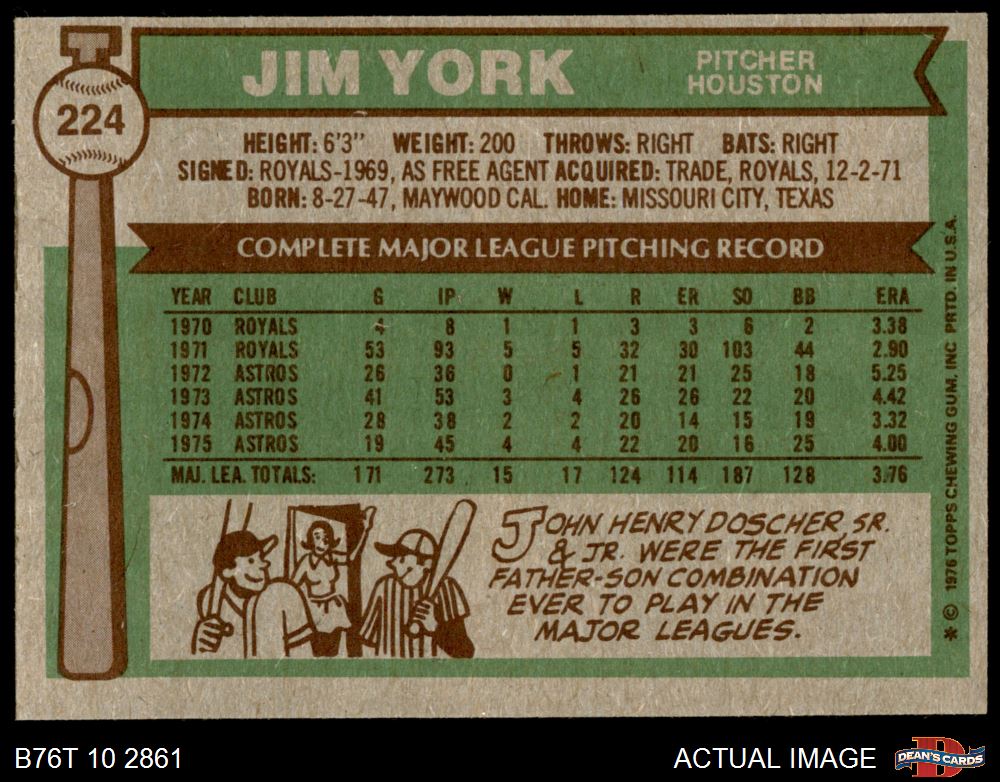 JIM YORK
PITCHER
HOUSTON
224
HEIGHT: 6'3" WEIGHT: 200 THROWS: RIGHT BATS: RIGHT
SIGNED: ROYALS-1969, AS FREE AGENT ACQUIRED: TRADE, ROYALS, 12-2-71
BORN: 8-27-47, MAYWOOD CAL. HOME: MISSOURI CITY, TEXAS
COMPLETE MAJOR LEAGUE PITCHING RECORD
YEAR CLUB G IP W L R ER SO BB ERA
1970 ROYALS 4 8 1 1 3 3 6 2 3.38
1971 ROYALS 53 93 5 5 32 30 103 44 2.90
1972 ASTROS 26 36 0 1 21 21 25 18 5.25
1973 ASTROS 41 53 3 4 26 26 22 20 4.42
1974 ASTROS 28 38 2 2 20 14 15 19 3.32
1975 ASTROS 19 45 4 4 22 20 16 25 4.00
MAJ. LEA. TOTALS: 171 273 15 17 124 114 187 128 3.76
JOHN HENRY DOSCHER, SR.
& JR. WERE THE FIRST
FATHER-SON COMBINATION
EVER TO PLAY IN THE
MAJOR LEAGUES.
* © 1976 TOPPS CHEWING GUM, INC PRTD. IN U.S.A.
B76T 10 2861
ACTUAL IMAGE
D
DEAN'S CARDS